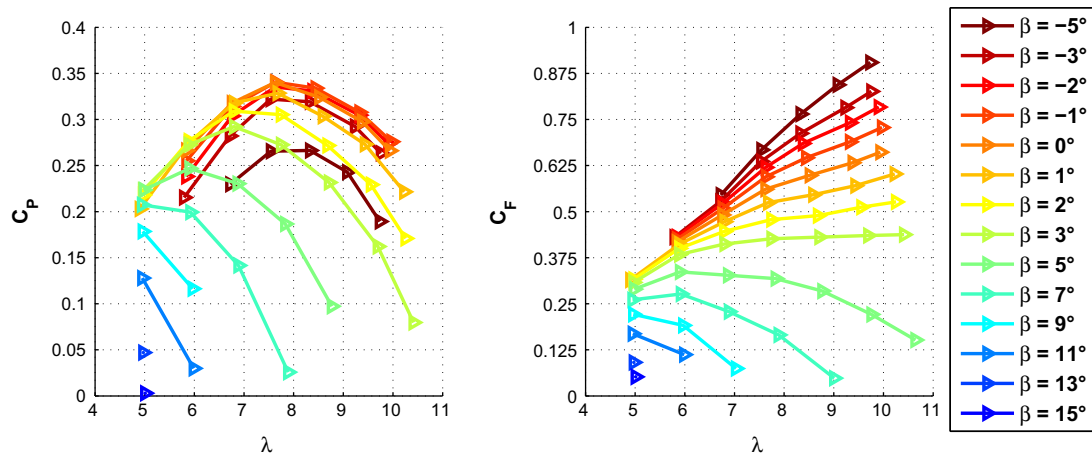 0.4
0.35
0.3
0.25
0.2
0.15
0.1
0.05
0
C_P
4 5 6 7 8 9 10 11
λ
1
0.875
0.75
0.625
0.5
0.375
0.25
0.125
0
C_F
4 5 6 7 8 9 10 11
λ
β = −5°
β = −3°
β = −2°
β = −1°
β = 0°
β = 1°
β = 2°
β = 3°
β = 5°
β = 7°
β = 9°
β = 11°
β = 13°
β = 15°